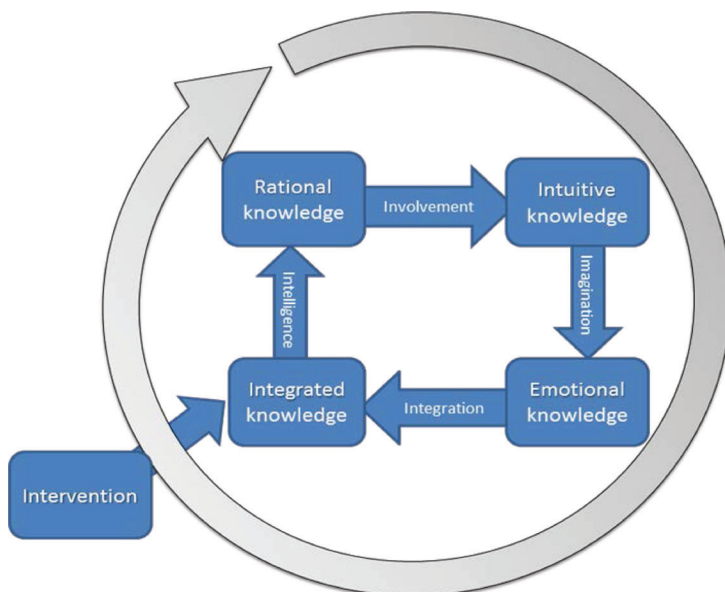 Rational
knowledge
Involvement
Intuitive
knowledge
Intelligence
Imagination
Integrated
knowledge
Integration
Emotional
knowledge
Intervention